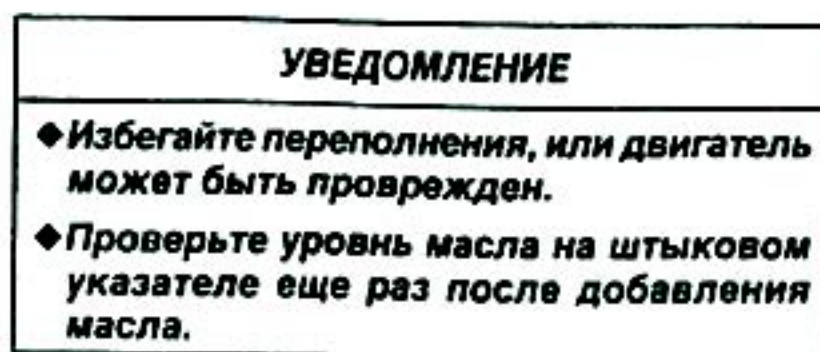 УВЕДОМЛЕНИЕ
◆Избегайте переполнения, или двигатель
может быть проврежден.
◆Проверьте уровнь масла на штыковом
указателе еще раз после добавления
масла.